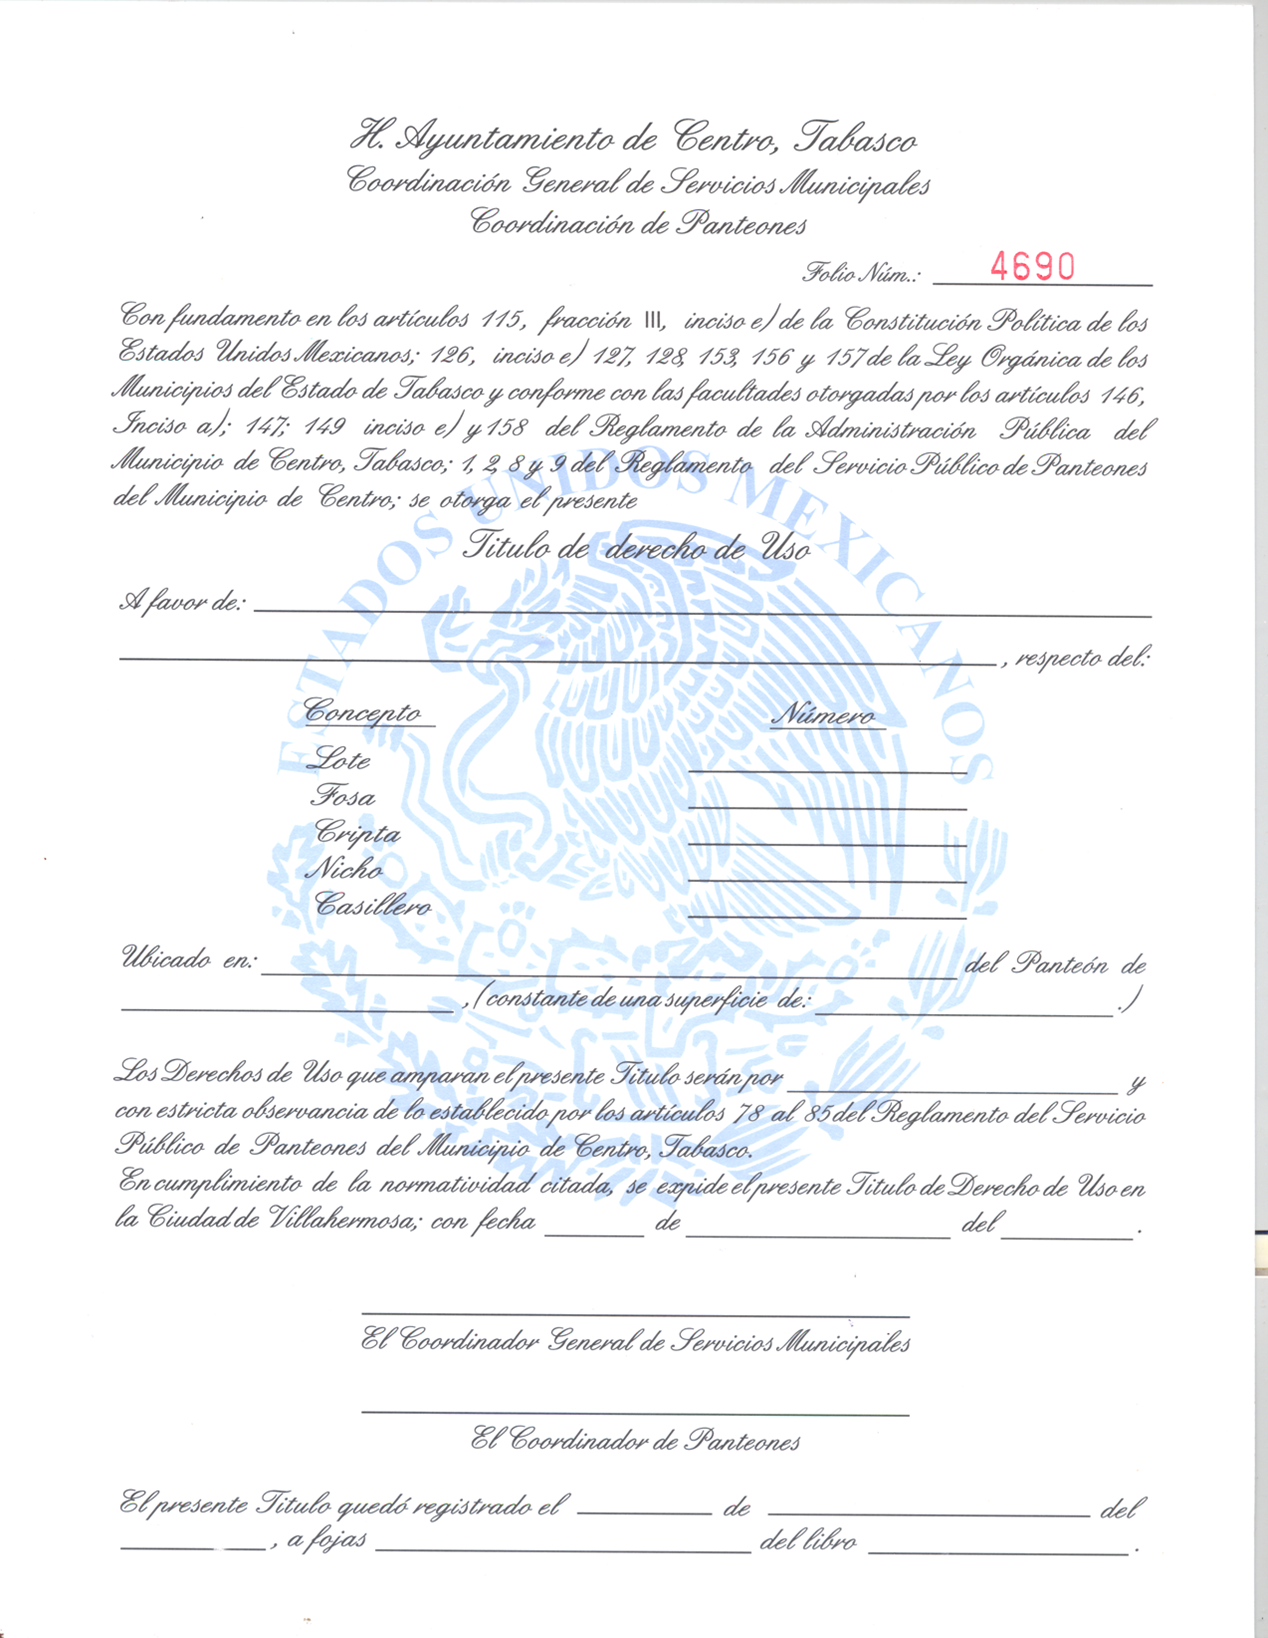 H. Ayuntamiento de Centro, Tabasco
Coordinación General de Servicios Municipales
Coordinación de Panteones
Folio Núm.: 4690
Con fundamento en los artículos 115, fracción III, inciso e) de la Constitución Política de los
Estados Unidos Mexicanos; 126, inciso e) 127, 128, 153, 156 y 157 de la Ley Orgánica de los
Municipios del Estado de Tabasco y conforme con las facultades otorgadas por los artículos 146,
Inciso a); 147; 149 inciso e) y 158 del Reglamento de la Administración Pública del
Municipio de Centro, Tabasco; 1, 2, 8 y 9 del Reglamento del Servicio Público de Panteones
del Municipio de Centro; se otorga el presente
ESTADOS UNIDOS MEXICANOS
Titulo de derecho de Uso
A favor de:
, respecto del:
Concepto Número
Lote
Fosa
Cripta
Nicho
Casillero
Ubicado en: del Panteón de
, (constante de una superficie de: .)
Los Derechos de Uso que amparan el presente Titulo serán por y
con estricta observancia de lo establecido por los artículos 78 al 85 del Reglamento del Servicio
Público de Panteones del Municipio de Centro, Tabasco.
En cumplimiento de la normatividad citada, se expide el presente Titulo de Derecho de Uso en
la Ciudad de Villahermosa; con fecha de del .
El Coordinador General de Servicios Municipales
El Coordinador de Panteones
El presente Titulo quedó registrado el de del
, a fojas del libro .